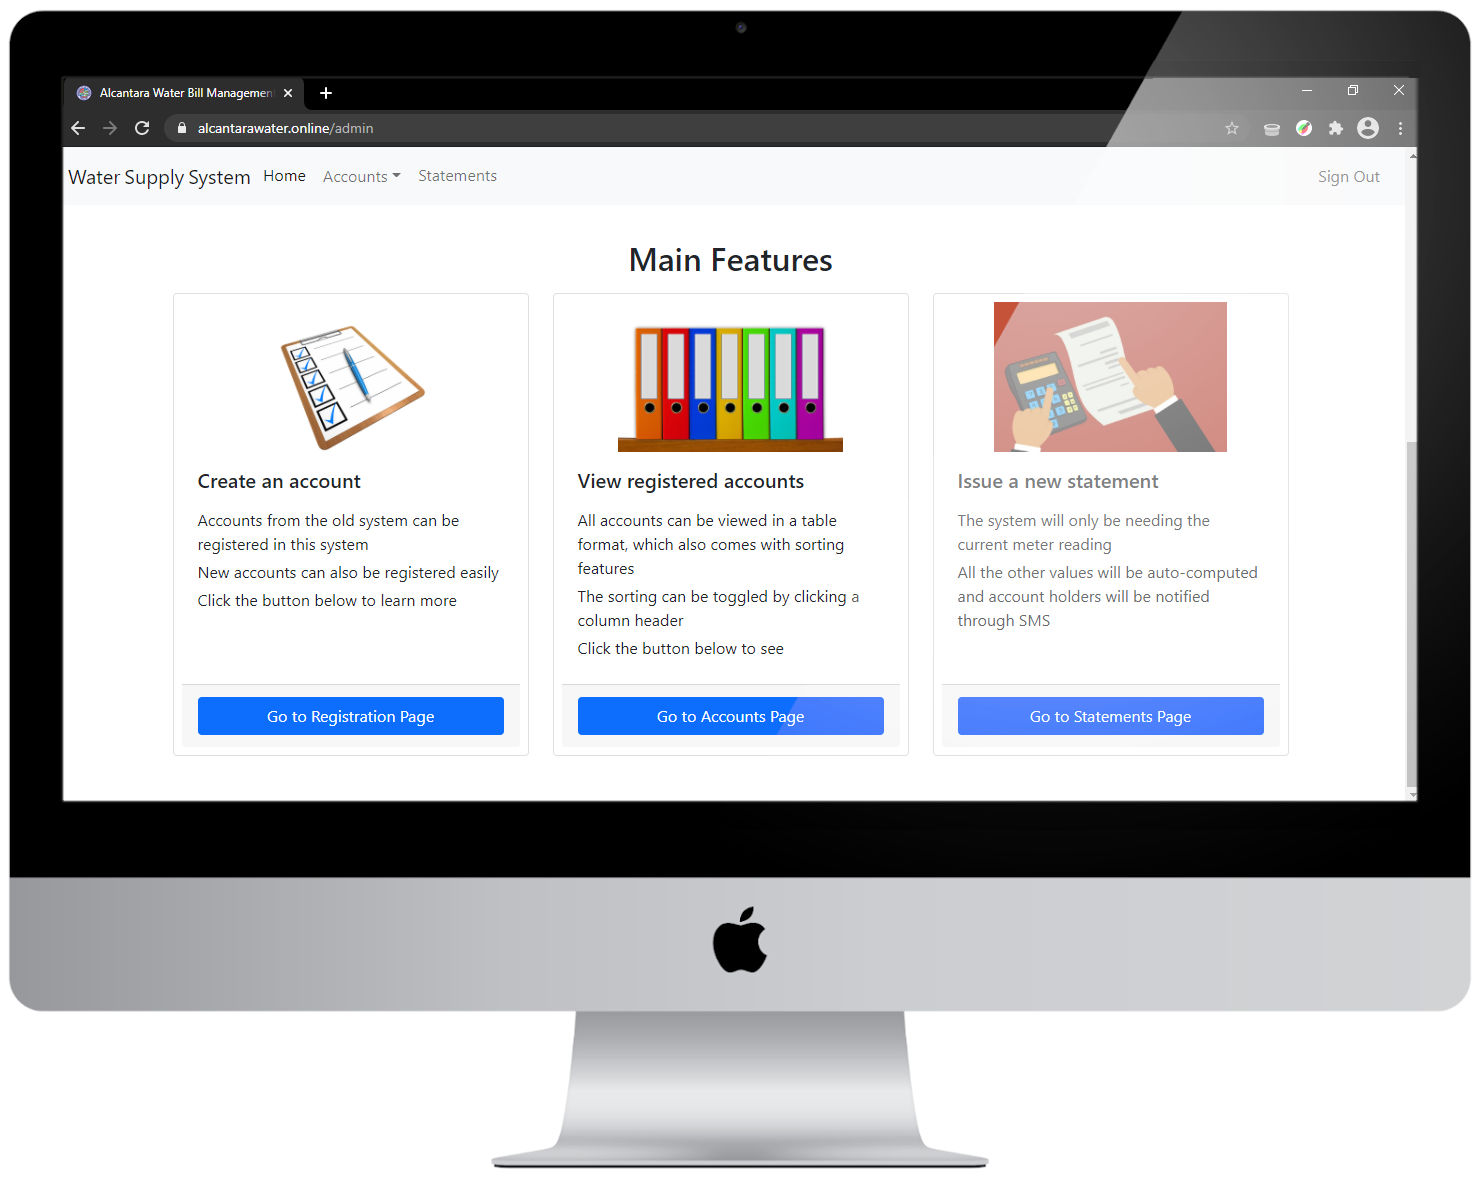 Alcantara Water Bill Managemen
alcantarawater.online/admin
Water Supply System Home Accounts Statements Sign Out
Main Features
Create an account
Accounts from the old system can be
registered in this system
New accounts can also be registered easily
Click the button below to learn more
Go to Registration Page
View registered accounts
All accounts can be viewed in a table
format, which also comes with sorting
features
The sorting can be toggled by clicking a
column header
Click the button below to see
Go to Accounts Page
Issue a new statement
The system will only be needing the
current meter reading
All the other values will be auto-computed
and account holders will be notified
through SMS
Go to Statements Page